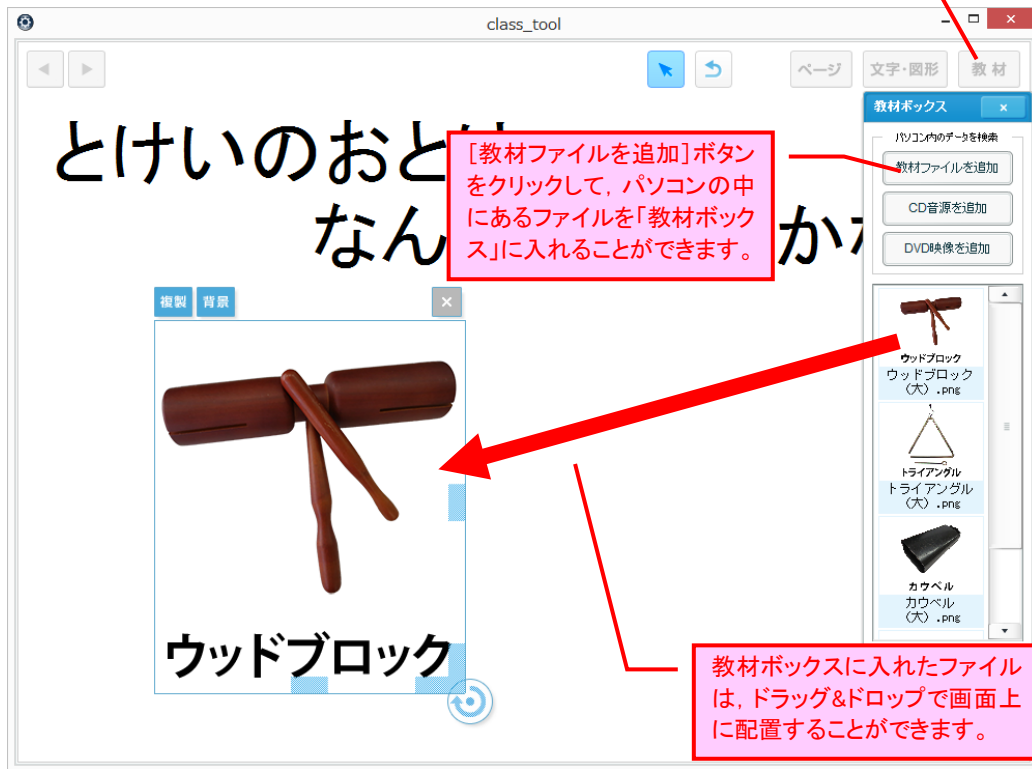 class_tool
ページ
文字・図形
教材
教材ボックス
とけいのおと
パソコン内のデータを検索
[教材ファイルを追加]ボタン
をクリックして，パソコンの中
にあるファイルを「教材ボック
ス」に入れることができます。
教材ファイルを追加
CD音源を追加
なん
か
DVD映像を追加
複製
背景
ウッドブロック
ウッドブロック
（大）.png
トライアングル
トライアングル
（大）.png
カウベル
カウベル
（大）.png
ウッドブロック
教材ボックスに入れたファイル
は，ドラッグ&ドロップで画面上
に配置することができます。